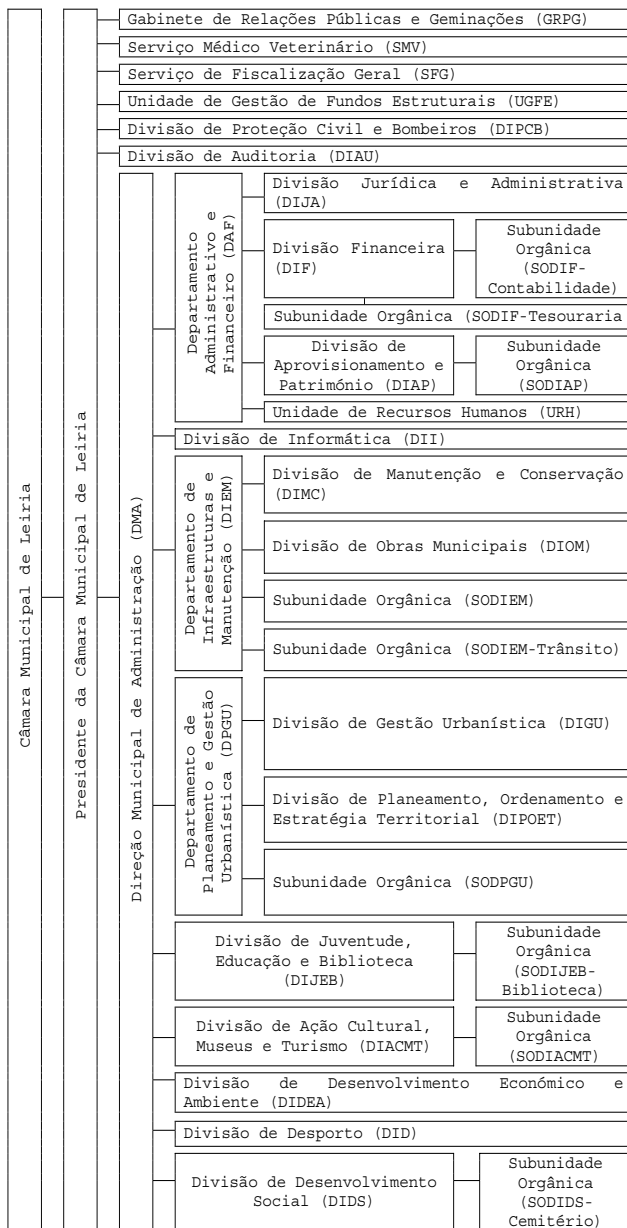 Câmara Municipal de Leiria
Presidente da Câmara Municipal de Leiria
Gabinete de Relações Públicas e Geminações (GRPG)
Serviço Médico Veterinário (SMV)
Serviço de Fiscalização Geral (SFG)
Unidade de Gestão de Fundos Estruturais (UGFE)
Divisão de Proteção Civil e Bombeiros (DIPCB)
Divisão de Auditoria (DIAU)
Direção Municipal de Administração (DMA)
Departamento
Administrativo e
Financeiro (DAF)
Divisão Jurídica e Administrativa
(DIJA)
Divisão Financeira
(DIF)
Subunidade
Orgânica
(SODIF-
Contabilidade)
Subunidade Orgânica (SODIF-Tesouraria
Divisão de
Aprovisionamento e
Património (DIAP)
Subunidade
Orgânica
(SODIAP)
Unidade de Recursos Humanos (URH)
Divisão de Informática (DII)
Departamento de
Infraestruturas e
Manutenção (DIEM)
Divisão de Manutenção e Conservação
(DIMC)
Divisão de Obras Municipais (DIOM)
Subunidade Orgânica (SODIEM)
Subunidade Orgânica (SODIEM-Trânsito)
Departamento de
Planeamento e Gestão
Urbanística (DPGU)
Divisão de Gestão Urbanística (DIGU)
Divisão de Planeamento, Ordenamento e
Estratégia Territorial (DIPOET)
Subunidade Orgânica (SODPGU)
Divisão de Juventude,
Educação e Biblioteca
(DIJEB)
Subunidade
Orgânica
(SODIJEB-
Biblioteca)
Divisão de Ação Cultural,
Museus e Turismo (DIACMT)
Subunidade
Orgânica
(SODIACMT)
Divisão de Desenvolvimento Económico e
Ambiente (DIDEA)
Divisão de Desporto (DID)
Divisão de Desenvolvimento
Social (DIDS)
Subunidade
Orgânica
(SODIDS-
Cemitério)